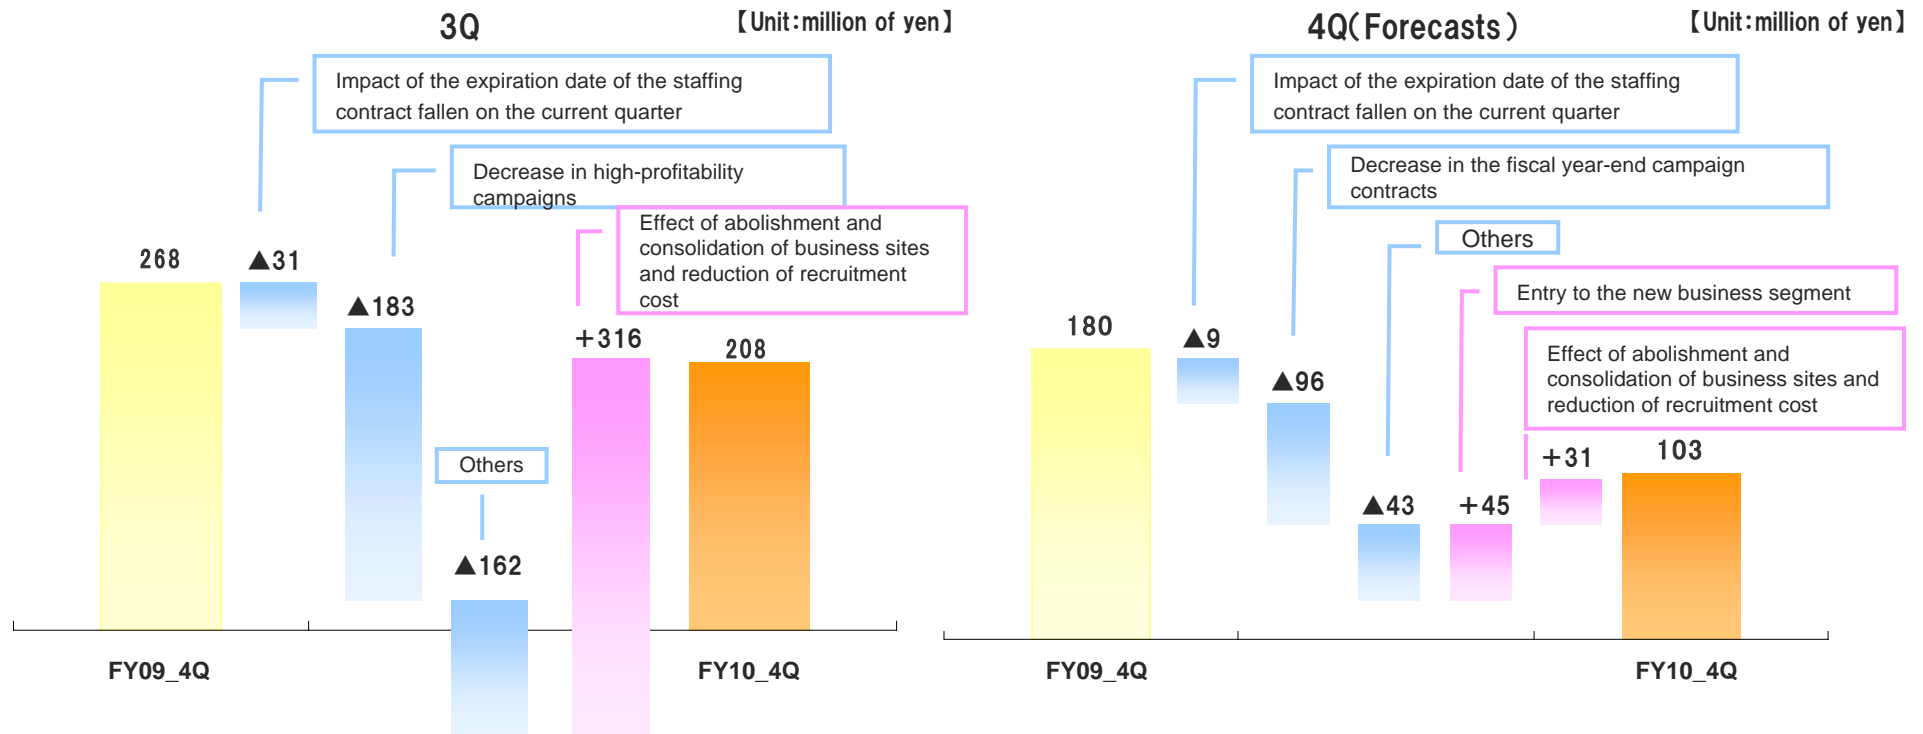 3Q
【Unit:million of yen】
Impact of the expiration date of the staffing
contract fallen on the current quarter
Decrease in high-profitability
campaigns
Effect of abolishment and
consolidation of business sites
and reduction of recruitment
cost
268
▲31
▲183
+316
208
Others
▲162
FY09_4Q
FY10_4Q
4Q(Forecasts)
【Unit:million of yen】
Impact of the expiration date of the staffing
contract fallen on the current quarter
Decrease in the fiscal year-end campaign
contracts
Others
Entry to the new business segment
Effect of abolishment and
consolidation of business sites and
reduction of recruitment cost
180
▲9
▲96
▲43
+45
+31
103
FY09_4Q
FY10_4Q